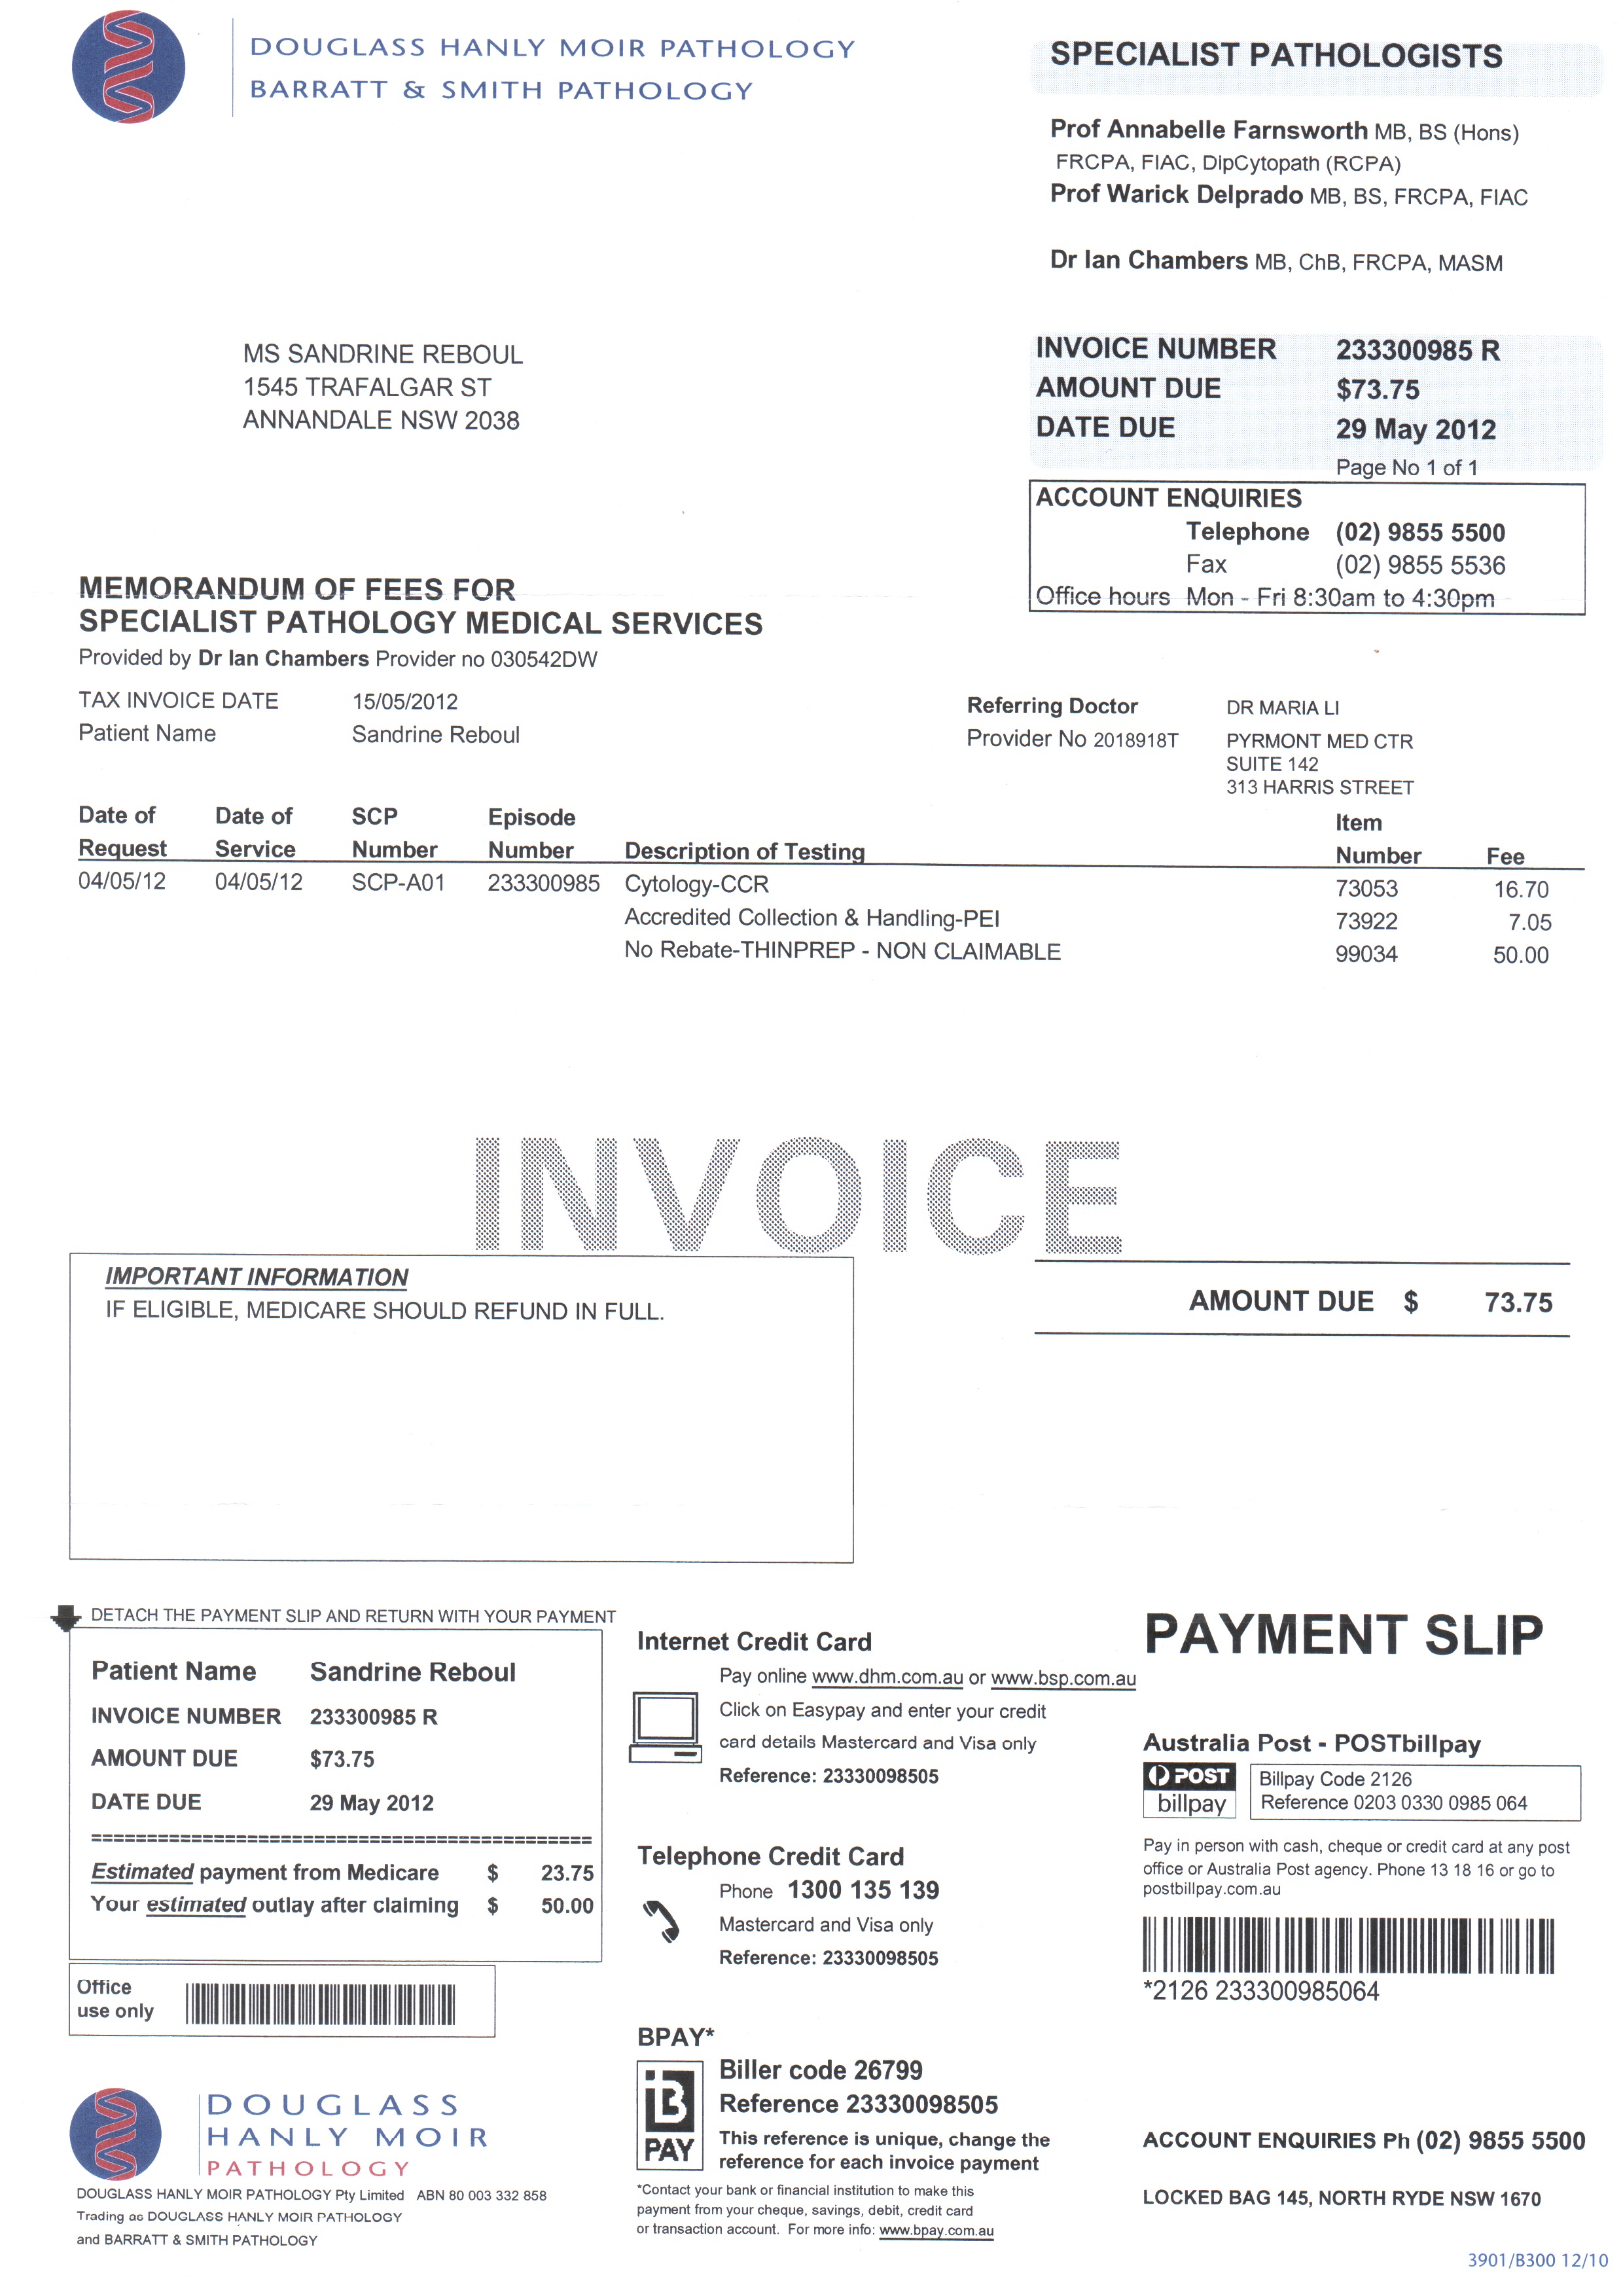 DOUGLASS HANLY MOIR PATHOLOGY
BARRATT & SMITH PATHOLOGY
SPECIALIST PATHOLOGISTS
Prof Annabelle Farnsworth MB, BS (Hons)
FRCPA, FIAC, DipCytopath (RCPA)
Prof Warick Delprado MB, BS, FRCPA, FIAC
Dr Ian Chambers MB, ChB, FRCPA, MASM
MS SANDRINE REBOUL
1545 TRAFALGAR ST
ANNANDALE NSW 2038
INVOICE NUMBER 233300985 R
AMOUNT DUE $73.75
DATE DUE 29 May 2012
Page No 1 of 1
ACCOUNT ENQUIRIES
Telephone (02) 9855 5500
Fax (02) 9855 5536
Office hours Mon - Fri 8:30am to 4:30pm
MEMORANDUM OF FEES FOR
SPECIALIST PATHOLOGY MEDICAL SERVICES
Provided by Dr Ian Chambers Provider no 030542DW
TAX INVOICE DATE 15/05/2012
Patient Name Sandrine Reboul
Referring Doctor DR MARIA LI
Provider No 2018918T PYRMONT MED CTR
SUITE 142
313 HARRIS STREET
Date of Date of SCP Episode Item
Request Service Number Number Description of Testing Number Fee
04/05/12 04/05/12 SCP-A01 233300985 Cytology-CCR 73053 16.70
Accredited Collection & Handling-PEI 73922 7.05
No Rebate-THINPREP - NON CLAIMABLE 99034 50.00
INVOICE
IMPORTANT INFORMATION
IF ELIGIBLE, MEDICARE SHOULD REFUND IN FULL.
AMOUNT DUE $ 73.75
DETACH THE PAYMENT SLIP AND RETURN WITH YOUR PAYMENT
Patient Name Sandrine Reboul
INVOICE NUMBER 233300985 R
AMOUNT DUE $73.75
DATE DUE 29 May 2012
Estimated payment from Medicare $ 23.75
Your estimated outlay after claiming $ 50.00
Office
use only
DOUGLASS
HANLY MOIR
PATHOLOGY
DOUGLASS HANLY MOIR PATHOLOGY Pty Limited ABN 80 003 332 858
Trading as DOUGLASS HANLY MOIR PATHOLOGY
and BARRATT & SMITH PATHOLOGY
Internet Credit Card
Pay online www.dhm.com.au or www.bsp.com.au
Click on Easypay and enter your credit
card details Mastercard and Visa only
Reference: 23330098505
Telephone Credit Card
Phone 1300 135 139
Mastercard and Visa only
Reference: 23330098505
BPAY*
B
PAY
Biller code 26799
Reference 23330098505
This reference is unique, change the
reference for each invoice payment
*Contact your bank or financial institution to make this
payment from your cheque, savings, debit, credit card
or transaction account. For more info: www.bpay.com.au
PAYMENT SLIP
Australia Post - POSTbillpay
POST
billpay
Billpay Code 2126
Reference 0203 0330 0985 064
Pay in person with cash, cheque or credit card at any post
office or Australia Post agency. Phone 13 18 16 or go to
postbillpay.com.au
*2126 233300985064
ACCOUNT ENQUIRIES Ph (02) 9855 5500
LOCKED BAG 145, NORTH RYDE NSW 1670
3901/B300 12/10